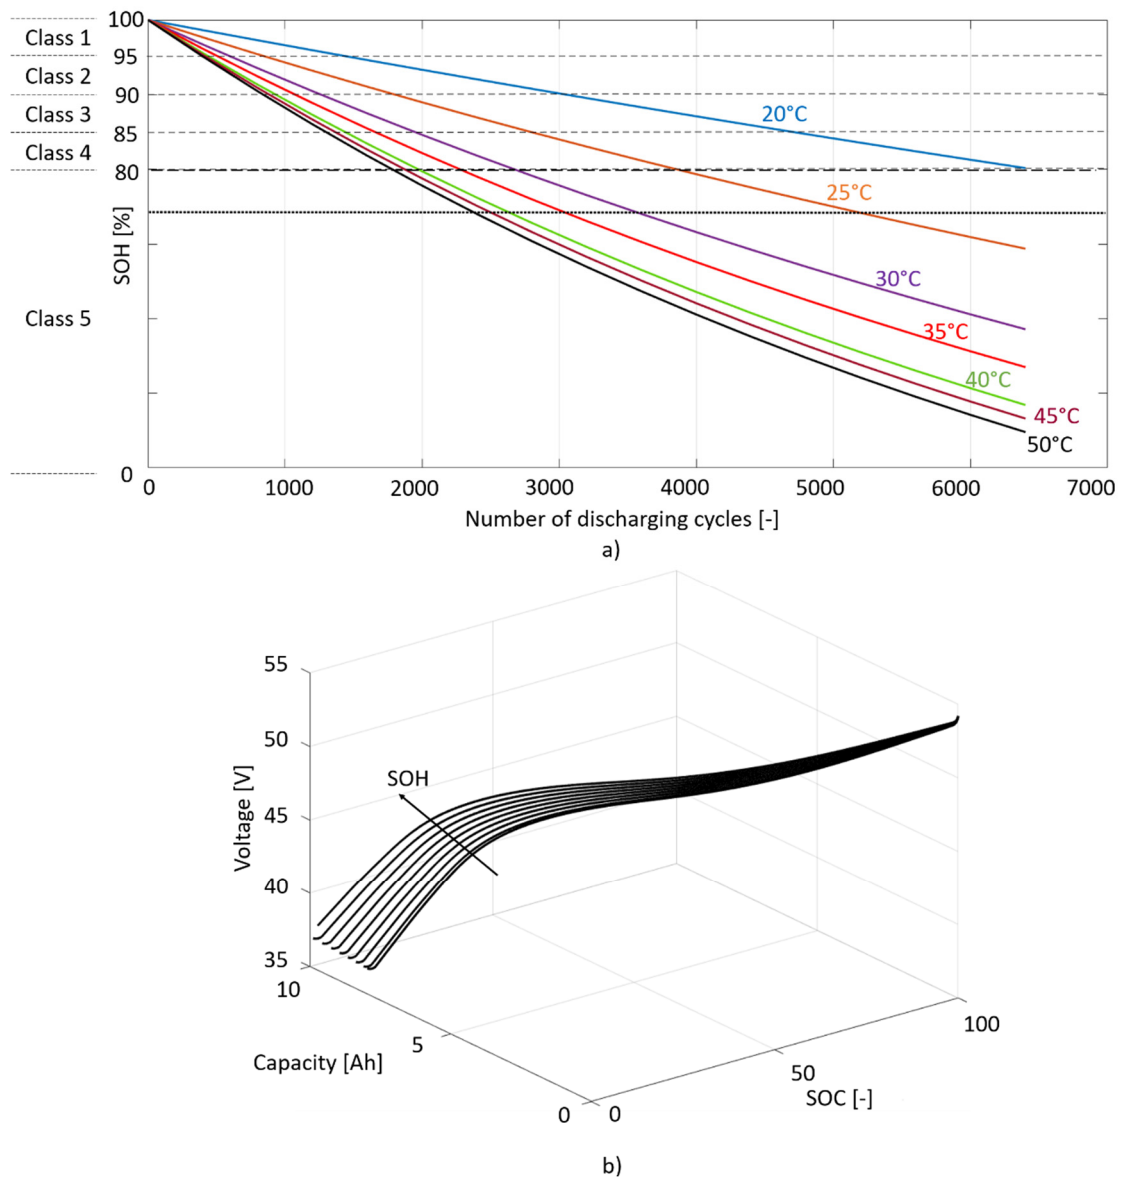 100
Class 1
95
Class 2
90
Class 3
20°C
85
Class 4
80
25°C
SOH [%]
30°C
Class 5
35°C
40°C
45°C
50°C
0
0 1000 2000 3000 4000 5000 6000 7000
Number of discharging cycles [-]
a)
55
50
SOH
45
Voltage [V]
40
35
10
100
5
Capacity [Ah]
50
SOC [-]
0 0
b)